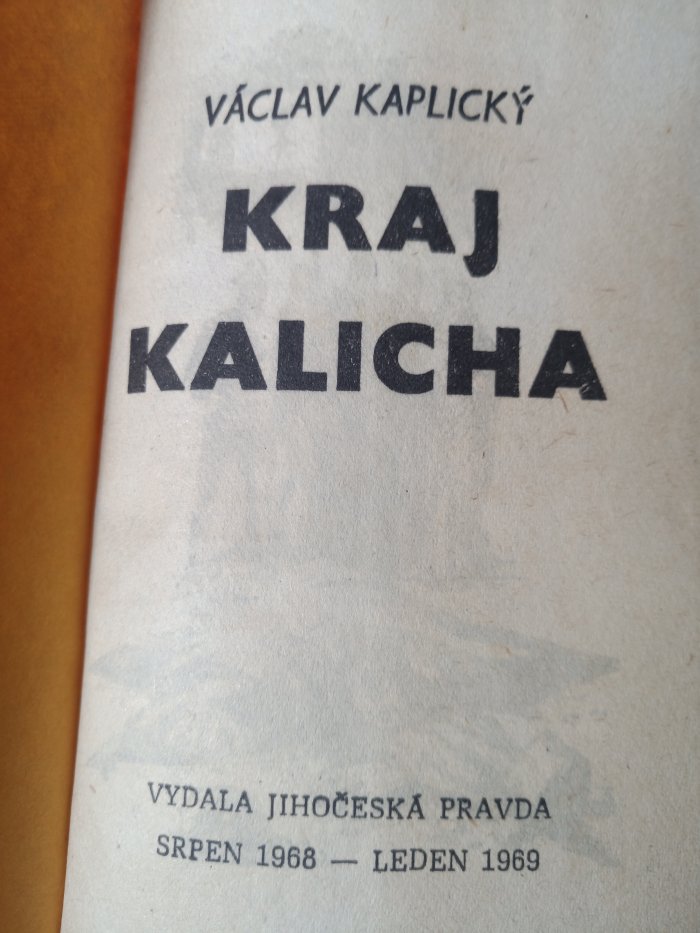 VÁCLAV KAPLICKÝ
KRAJ
KALICHA
VYDALA JIHOČESKÁ PRAVDA
SRPEN 1968 — LEDEN 1969